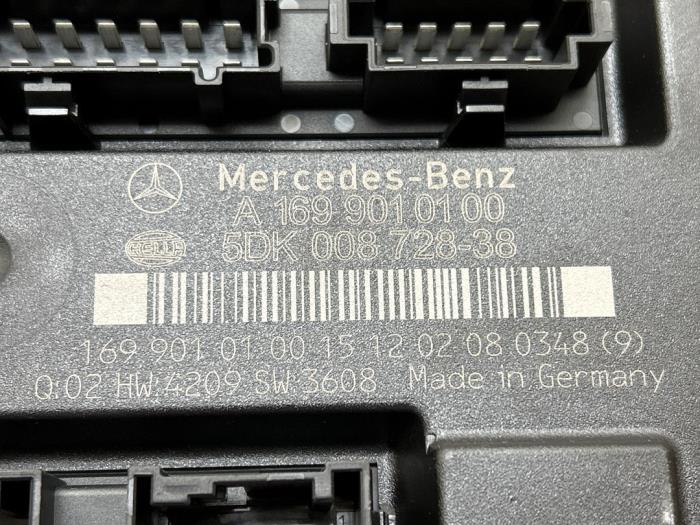 Mercedes-Benz
A 169 901 01 00
HELLA 5DK 008 728-38
169 901 01 00 15 12 02 08 0348 (9)
Q:02 HW:4209 SW 3608 Made in Germany